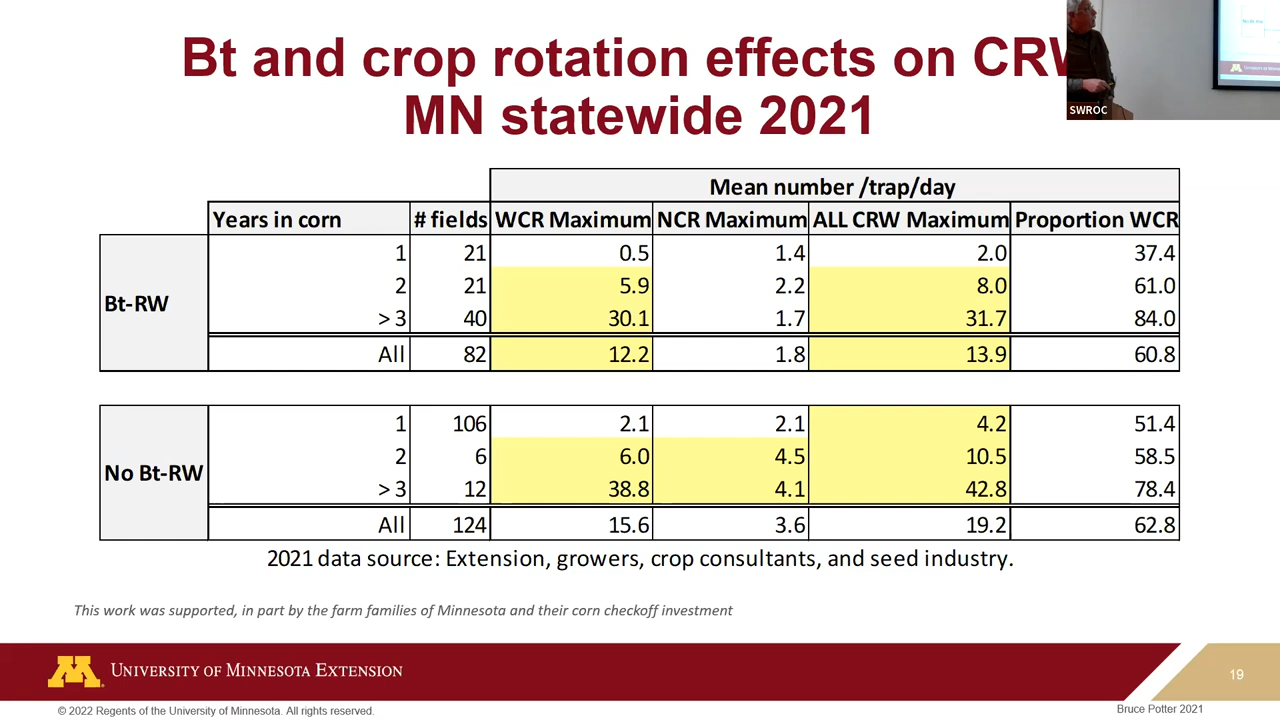 Bt and crop rotation effects on CRW
MN statewide 2021
SWROC
Mean number /trap/day
Years in corn # fields WCR Maximum NCR Maximum ALL CRW Maximum Proportion WCR
Bt-RW
1 21 0.5 1.4 2.0 37.4
2 21 5.9 2.2 8.0 61.0
> 3 40 30.1 1.7 31.7 84.0
All 82 12.2 1.8 13.9 60.8
No Bt-RW
1 106 2.1 2.1 4.2 51.4
2 6 6.0 4.5 10.5 58.5
> 3 12 38.8 4.1 42.8 78.4
All 124 15.6 3.6 19.2 62.8
2021 data source: Extension, growers, crop consultants, and seed industry.
This work was supported, in part by the farm families of Minnesota and their corn checkoff investment
M UNIVERSITY OF MINNESOTA EXTENSION
19
© 2022 Regents of the University of Minnesota. All rights reserved.
Bruce Potter 2021